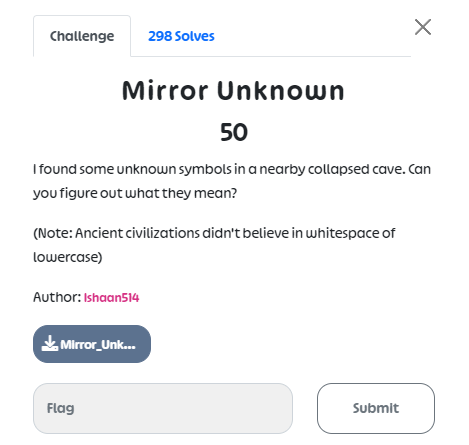 Challenge
298 Solves
Mirror Unknown
50
I found some unknown symbols in a nearby collapsed cave. Can
you figure out what they mean?
(Note: Ancient civilizations didn't believe in whitespace of
lowercase)
Author: Ishaan514
Mirror_Unk...
Flag
Submit